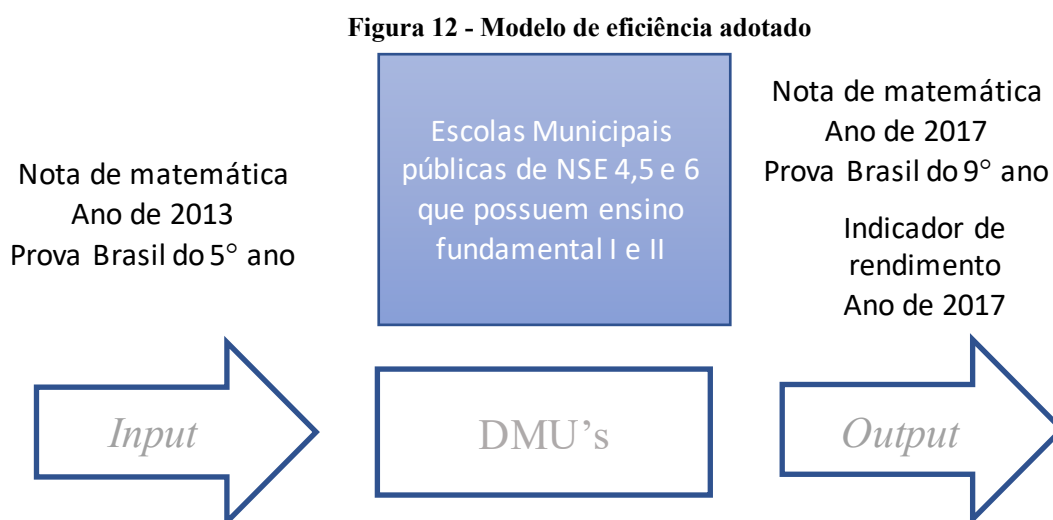 Figura 12 - Modelo de eficiência adotado
Nota de matemática
Ano de 2013
Prova Brasil do 5° ano
Escolas Municipais
públicas de NSE 4,5 e 6
que possuem ensino
fundamental I e II
Nota de matemática
Ano de 2017
Prova Brasil do 9° ano
Indicador de
rendimento
Ano de 2017
Input
DMU's
Output